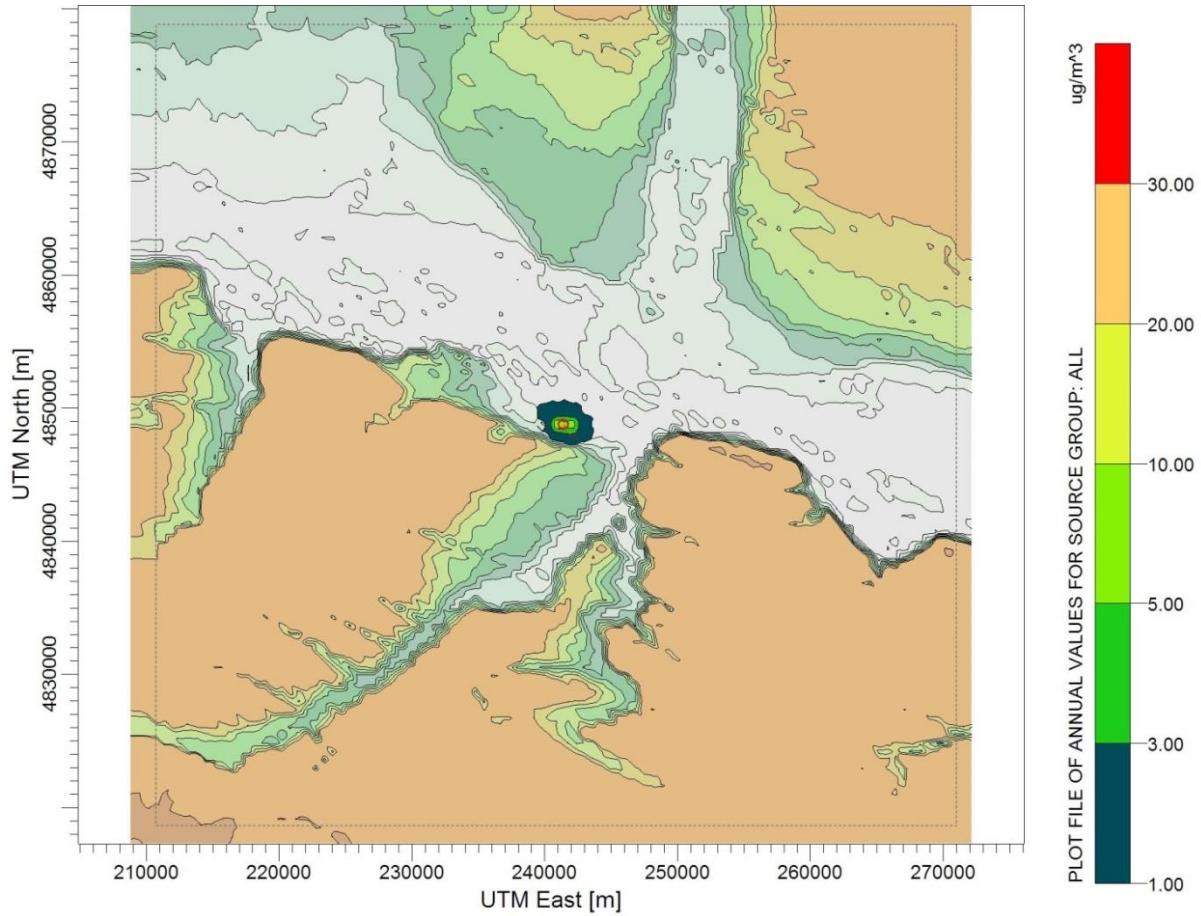 4870000
4860000
4850000
4840000
4830000
UTM North [m]
210000 220000 230000 240000 250000 260000 270000
UTM East [m]
PLOT FILE OF ANNUAL VALUES FOR SOURCE GROUP: ALL
ug/m^3
30.00
20.00
10.00
5.00
3.00
1.00